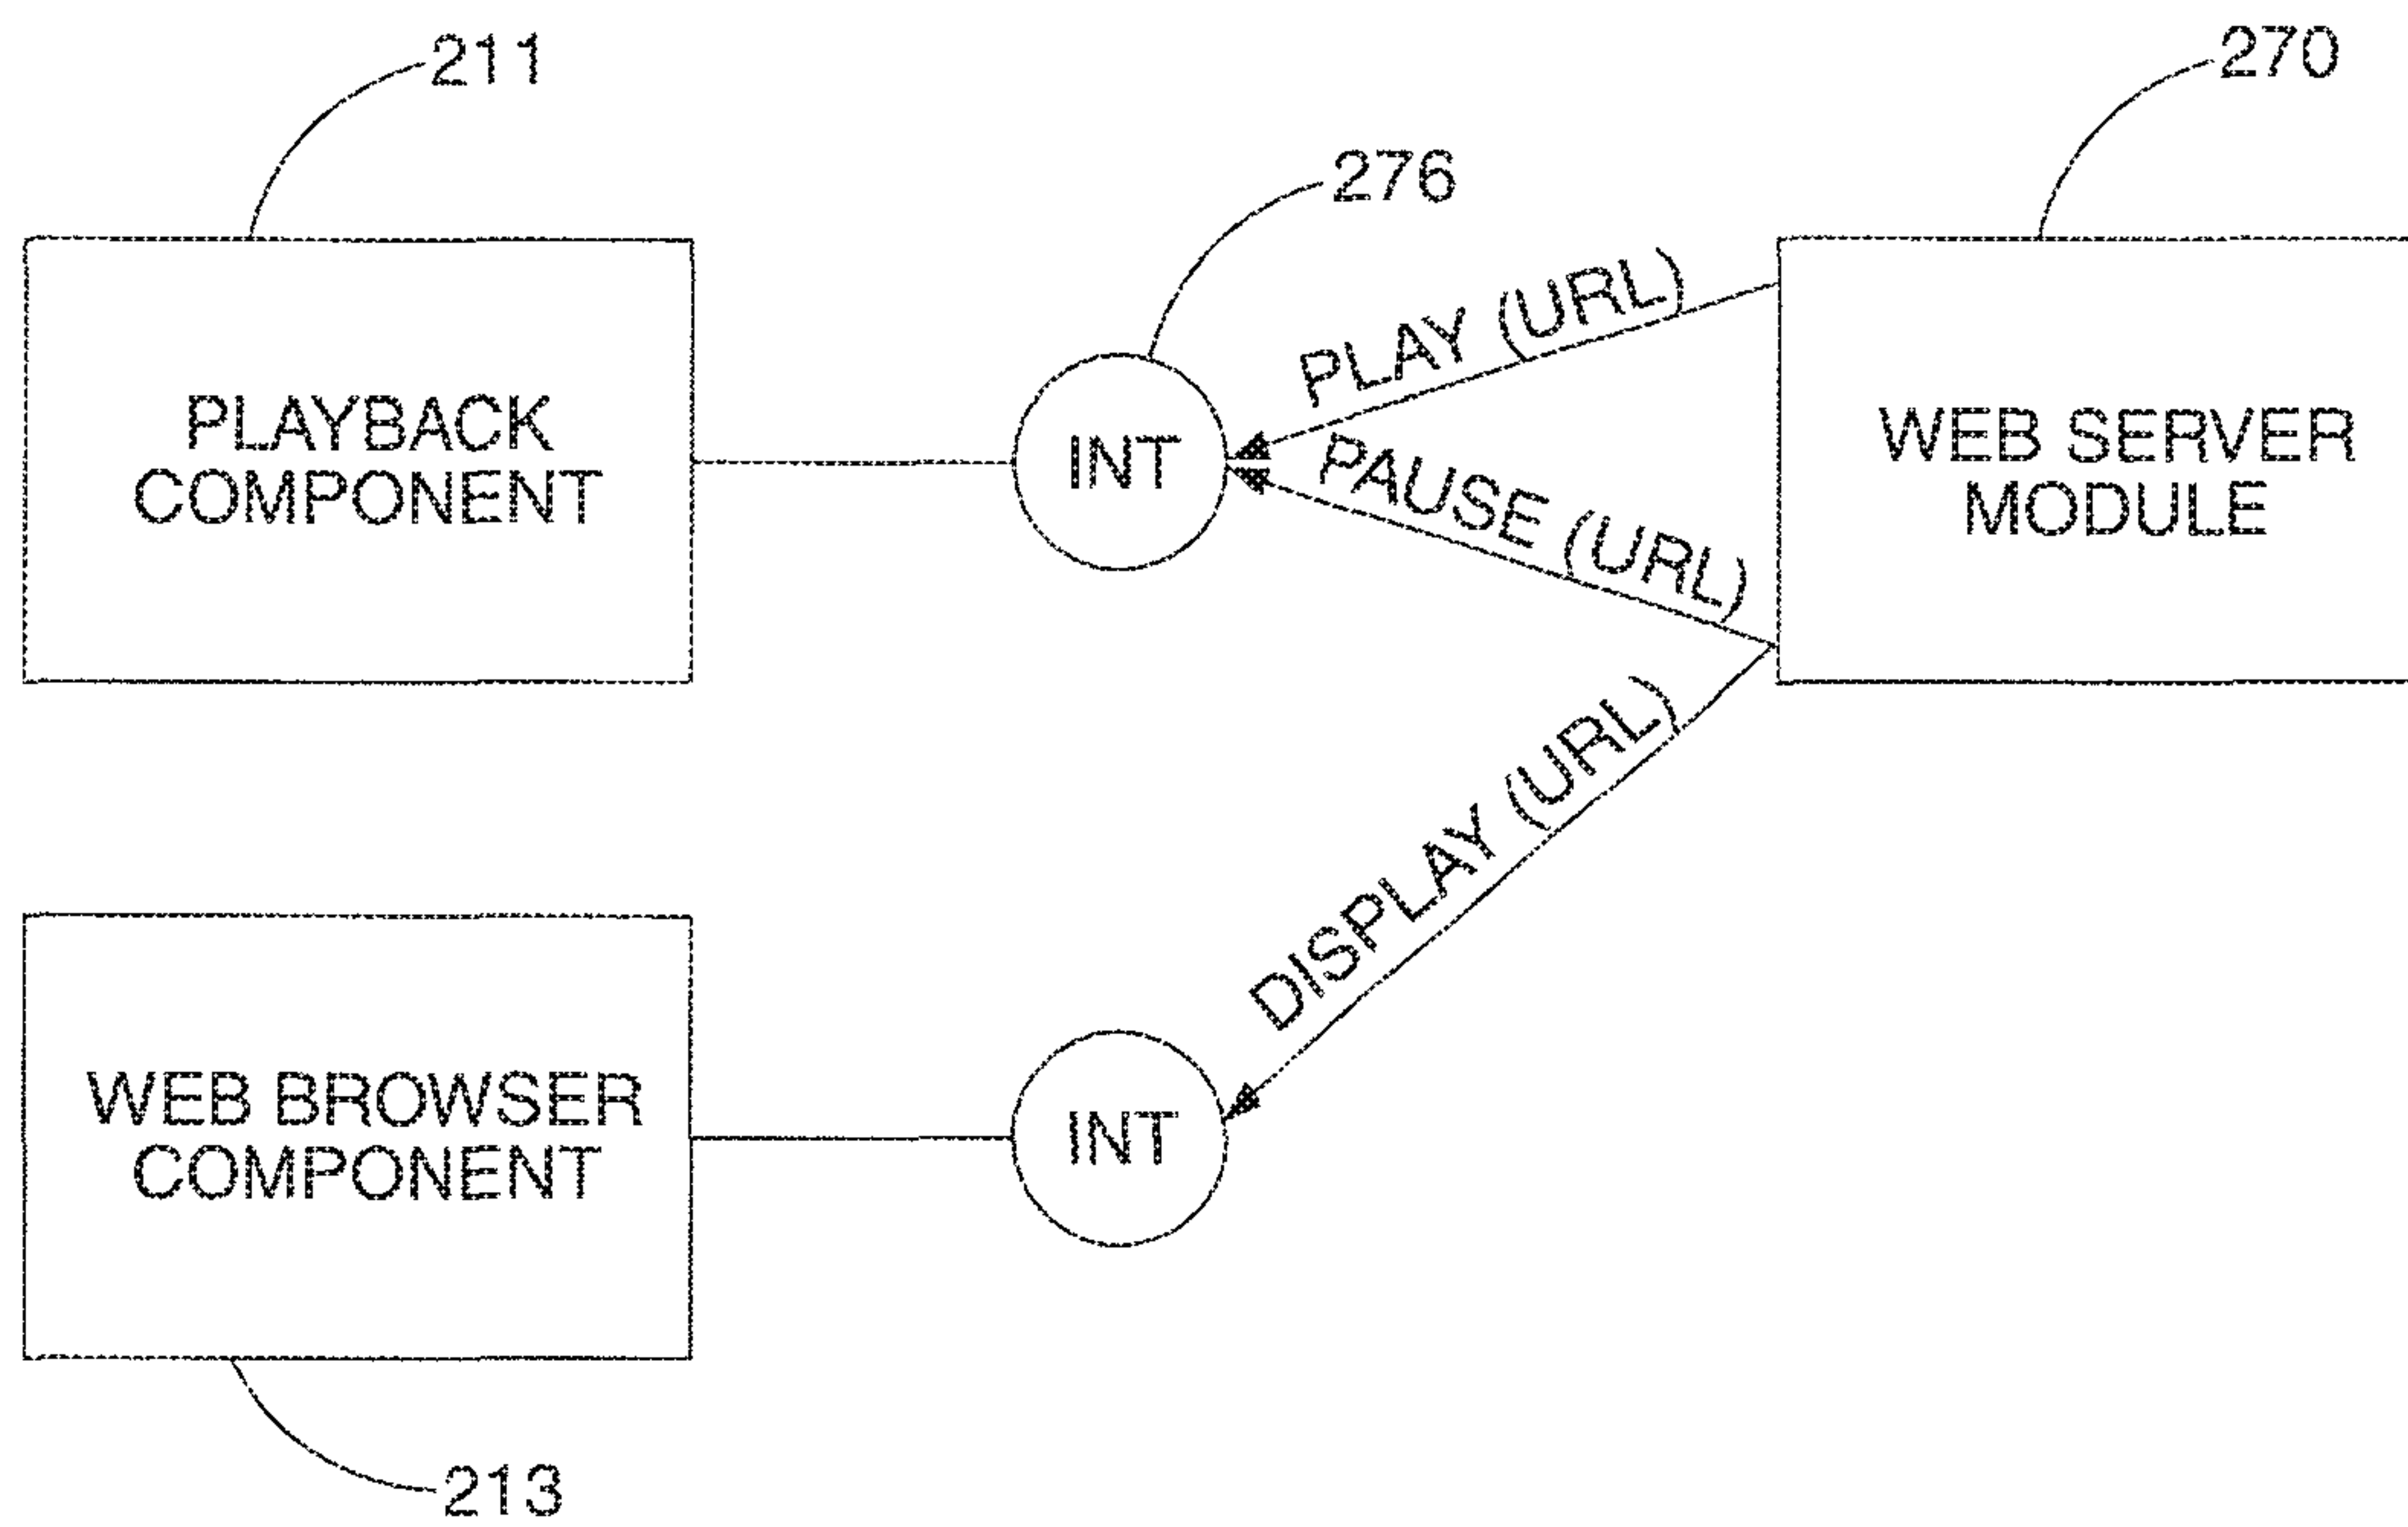 211
270
276
PLAY (URL)
PLAYBACK
COMPONENT
INT
PAUSE (URL)
WEB SERVER
MODULE
DISPLAY (URL)
WEB BROWSER
COMPONENT
INT
213